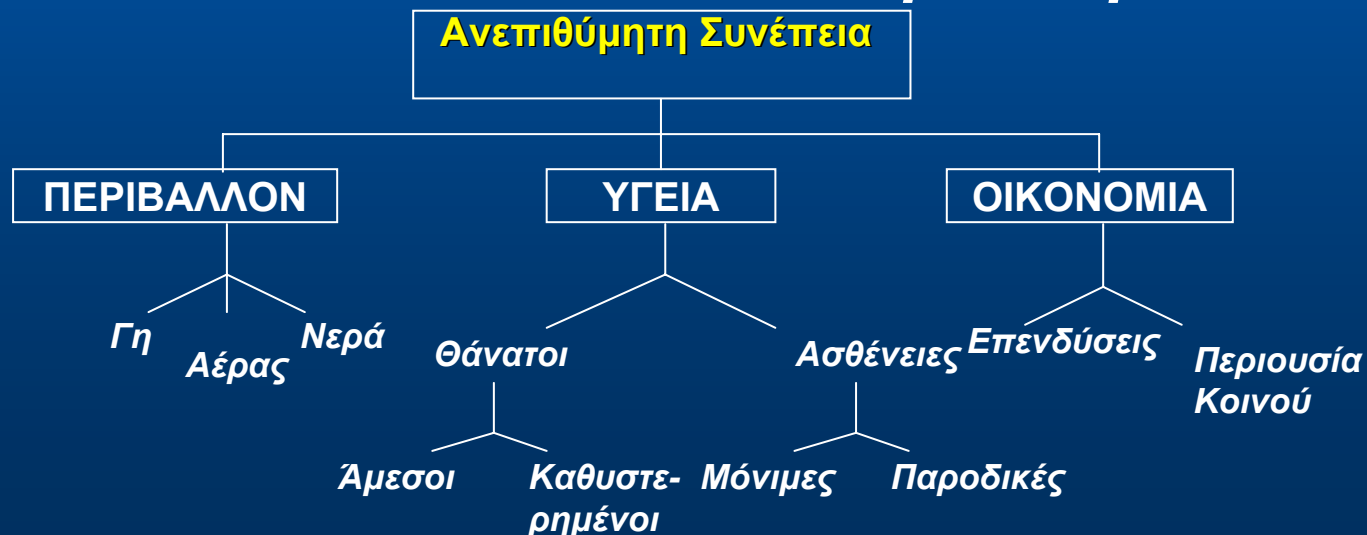 Ανεπιθύμητη Συνέπεια
ΠΕΡΙΒΑΛΛΟΝ
ΥΓΕΙΑ
ΟΙΚΟΝΟΜΙΑ
Γη
Αέρας
Νερά
Θάνατοι
Ασθένειες
Επενδύσεις
Περιουσία
Κοινού
Άμεσοι
Καθυστε-
ρημένοι
Μόνιμες
Παροδικές